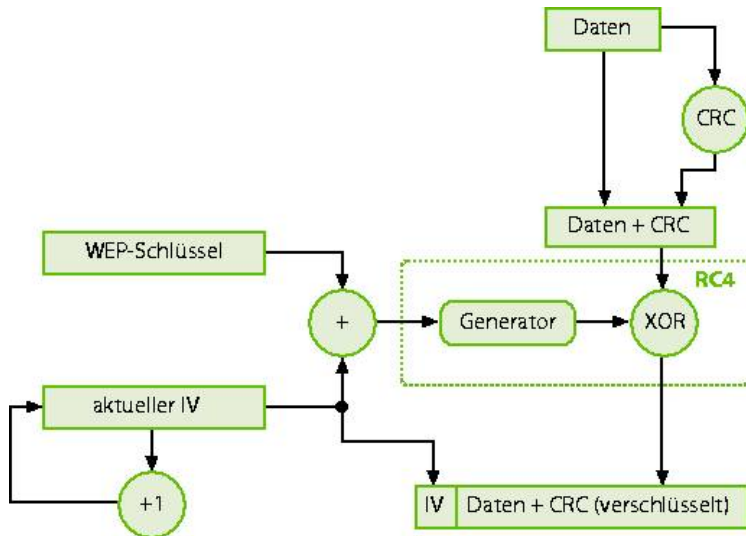 Daten
CRC
Daten + CRC
WEP-Schlüssel
RC4
+
Generator
XOR
aktueller IV
+1
IV
Daten + CRC (verschlüsselt)